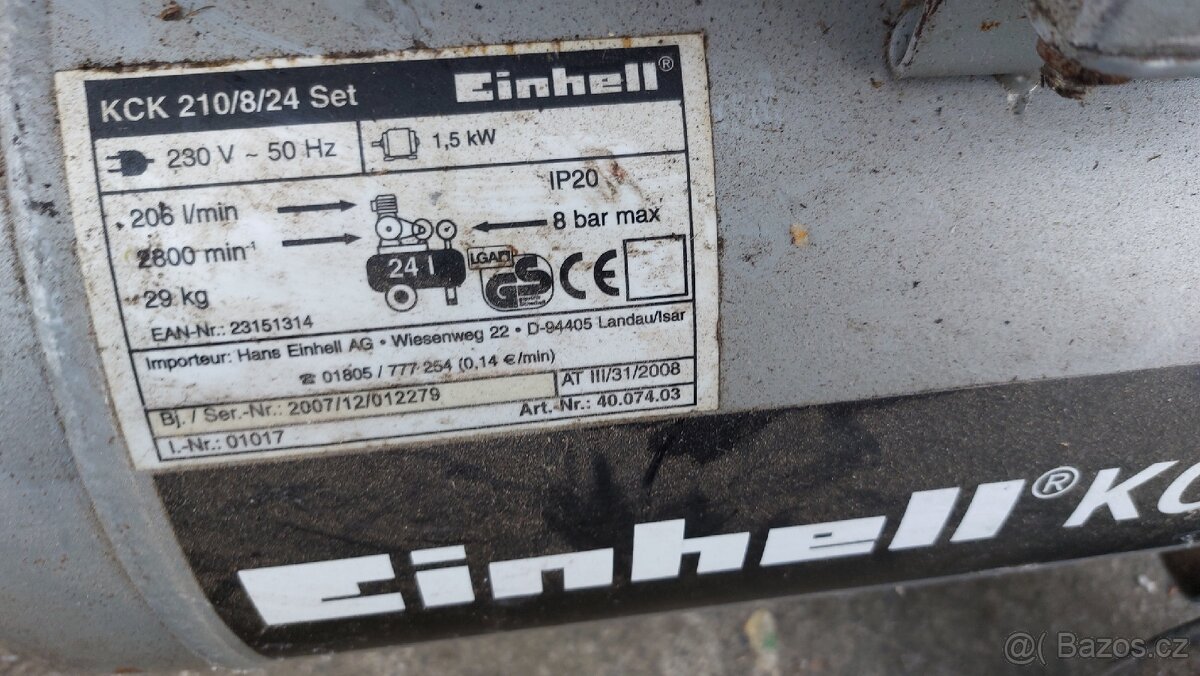 KCK 210/8/24 Set
Einhell®
230 V ~ 50 Hz
1,5 kW
IP20
206 l/min
8 bar max
2800 min-1
24 l
LGA
GS
CE
29 kg
EAN-Nr.: 23151314
Importeur: Hans Einhell AG • Wiesenweg 22 • D-94405 Landau/Isar
☎ 01805 / 777 254 (0,14 €/min)
AT III/31/2008
Bj. / Ser.-Nr.: 2007/12/012279
Art.-Nr.: 40.074.03
I.-Nr.: 01017
Einhell® KC
@( Bazos.cz